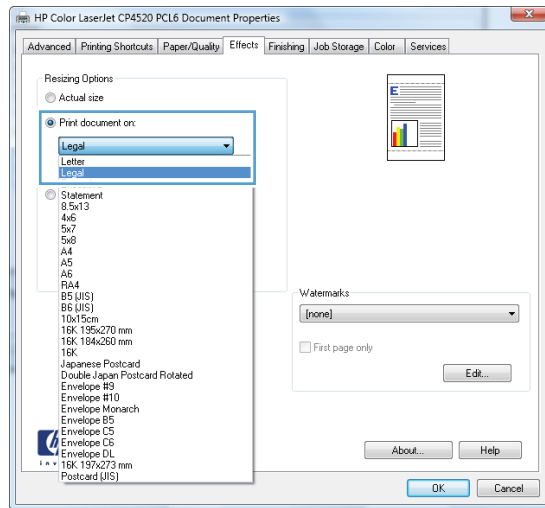 HP Color LaserJet CP4520 PCL6 Document Properties
Advanced Printing Shortcuts Paper/Quality Effects Finishing Job Storage Color Services
Resizing Options
Actual size
Print document on:
Legal
Letter
Legal
Statement
8.5x13
4x6
5x7
5x8
A4
A5
A6
RA4
B5 (JIS)
B6 (JIS)
10x15cm
16K 195x270 mm
16K 184x260 mm
16K
Japanese Postcard
Double Japan Postcard Rotated
Envelope #9
Envelope #10
Envelope Monarch
Envelope B5
Envelope C5
Envelope C6
Envelope DL
16K 197x273 mm
Postcard (JIS)
E
Watermarks
[none]
First page only
Edit...
About... Help
OK Cancel